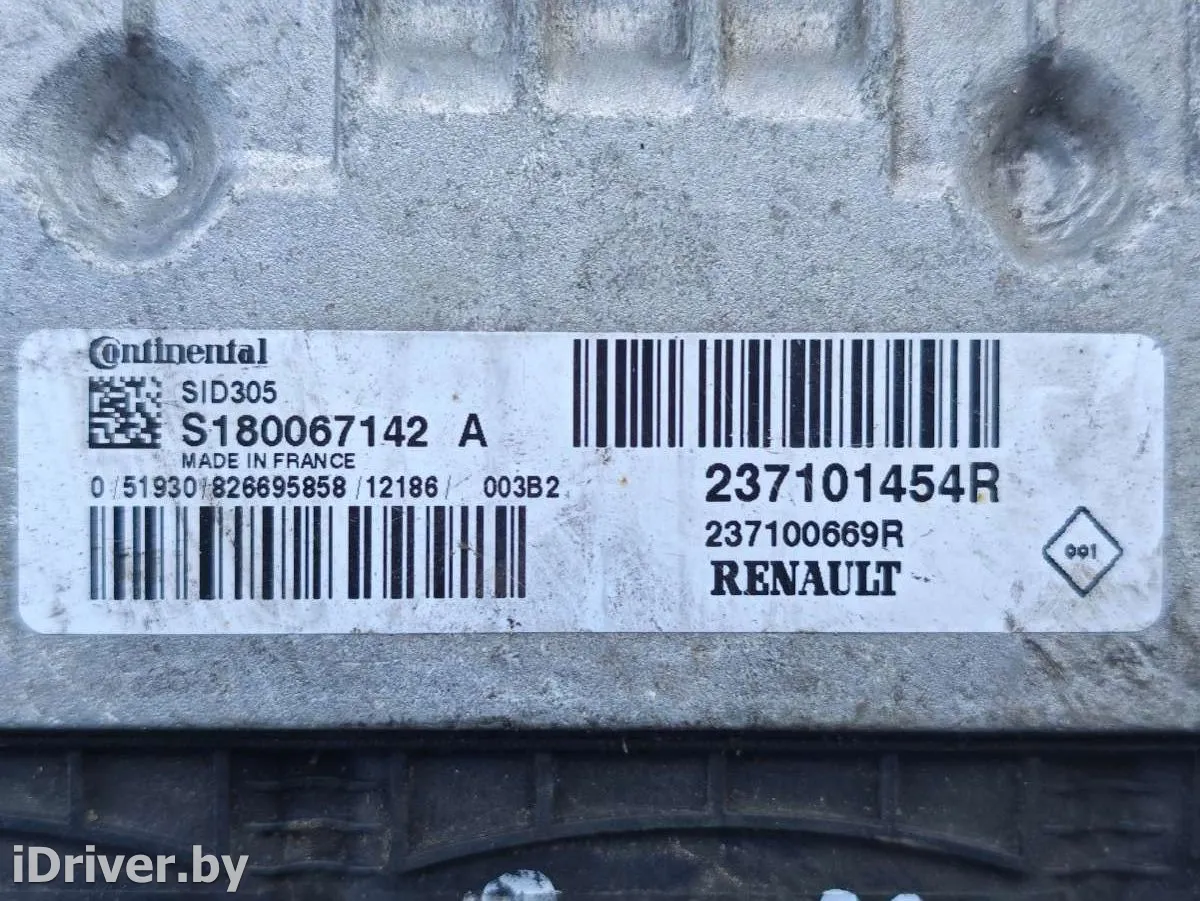 Continental
SID305
S180067142 A
MADE IN FRANCE
0/51930/826695858/12186/ 003B2
237101454R
237100669R
RENAULT
001
iDriver.by